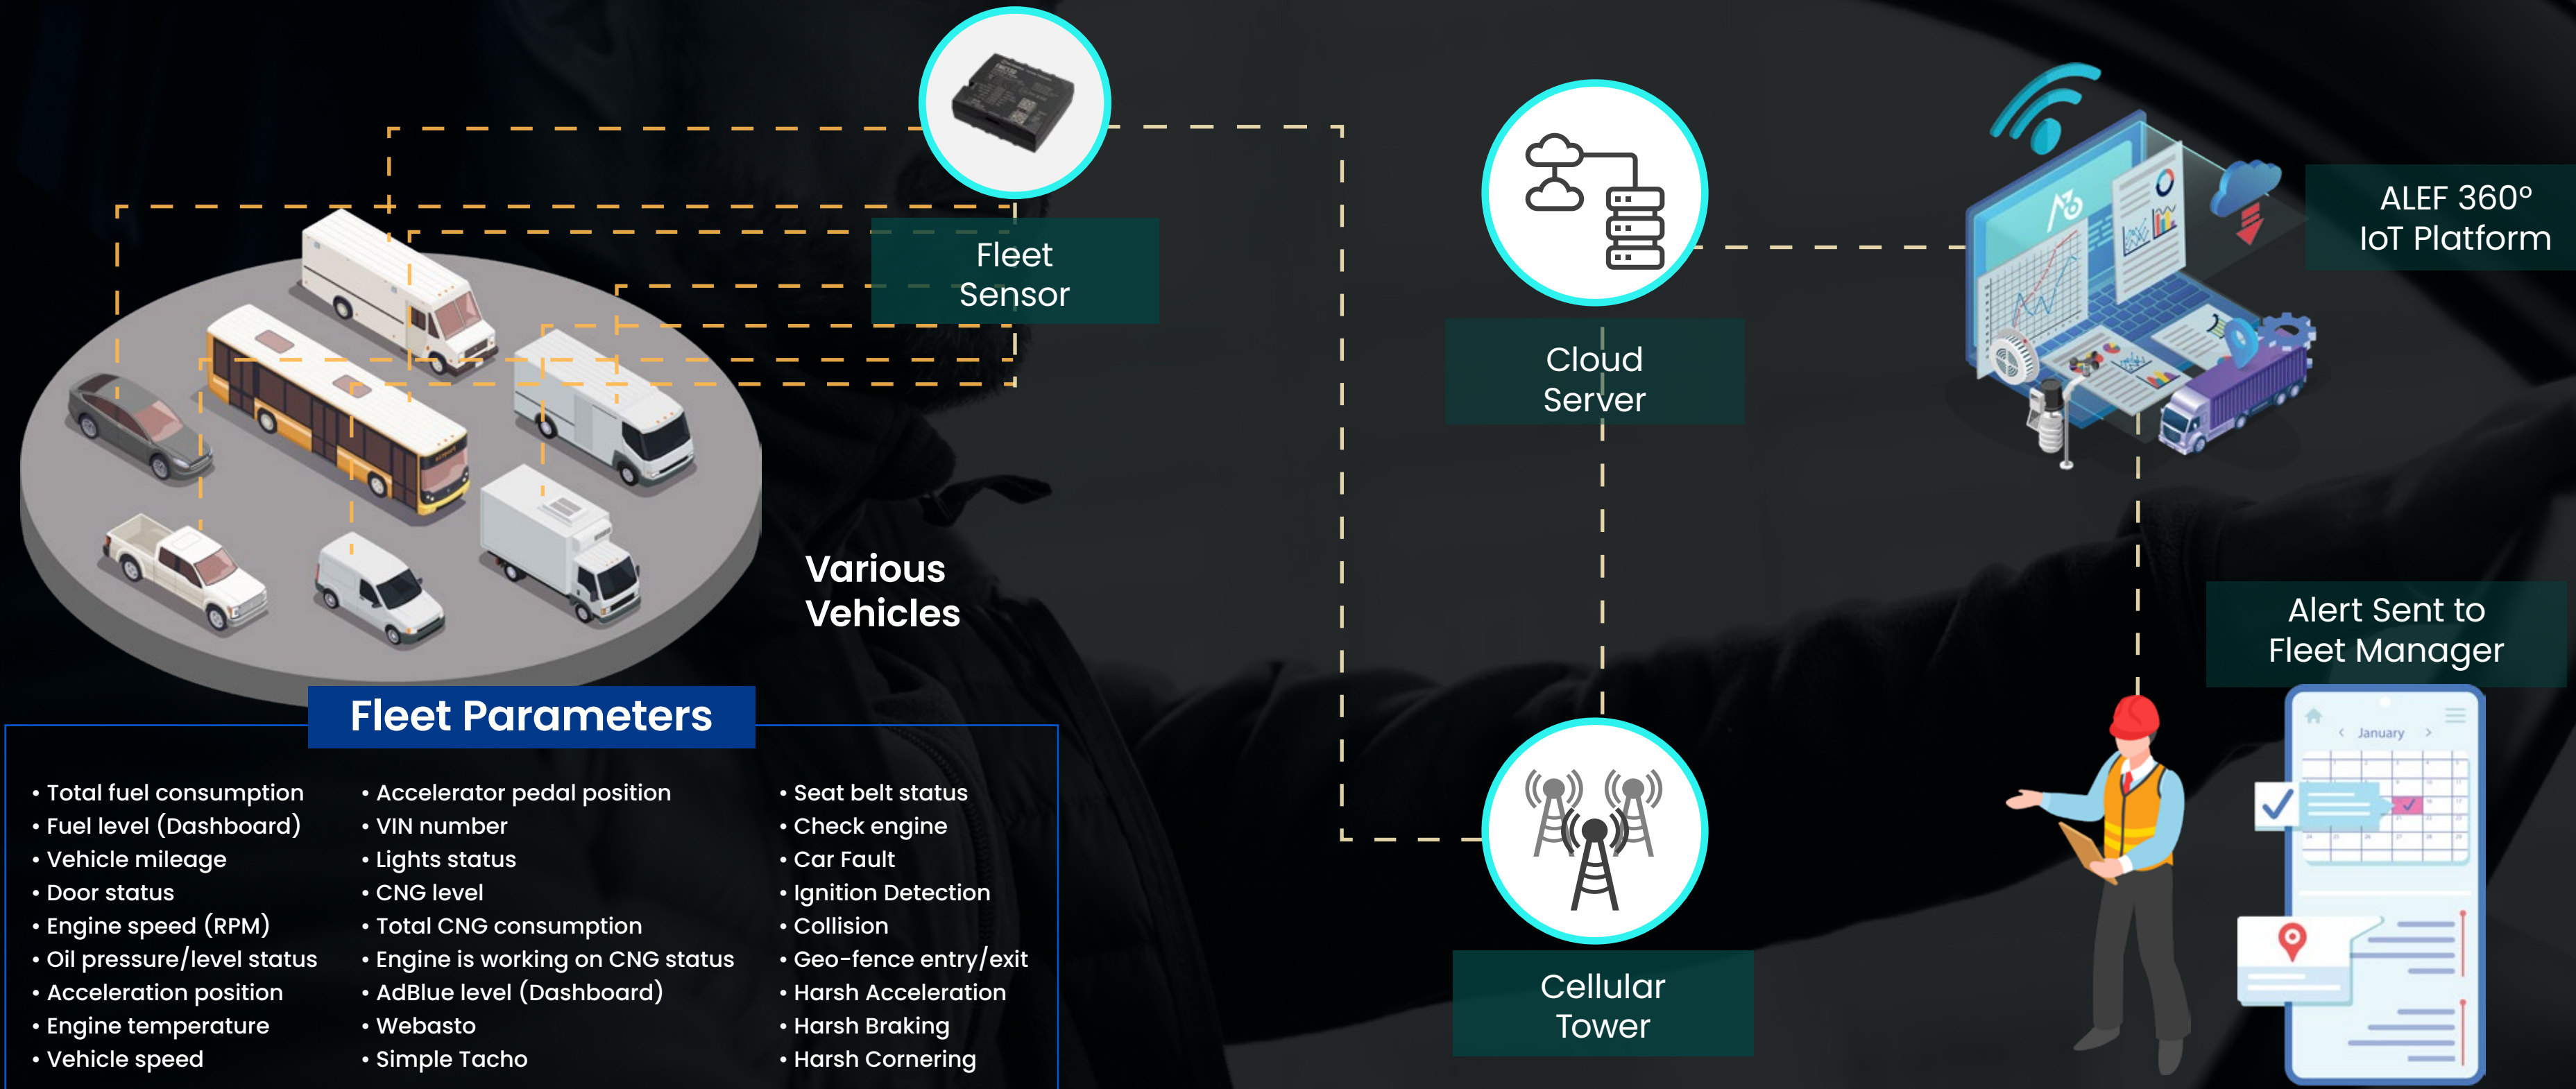 Fleet
Sensor
Cloud
Server
ALEF 360°
IoT Platform
Various
Vehicles
Alert Sent to
Fleet Manager
January
Cellular
Tower
Fleet Parameters
• Total fuel consumption
• Fuel level (Dashboard)
• Vehicle mileage
• Door status
• Engine speed (RPM)
• Oil pressure/level status
• Acceleration position
• Engine temperature
• Vehicle speed
• Accelerator pedal position
• VIN number
• Lights status
• CNG level
• Total CNG consumption
• Engine is working on CNG status
• AdBlue level (Dashboard)
• Webasto
• Simple Tacho
• Seat belt status
• Check engine
• Car Fault
• Ignition Detection
• Collision
• Geo-fence entry/exit
• Harsh Acceleration
• Harsh Braking
• Harsh Cornering